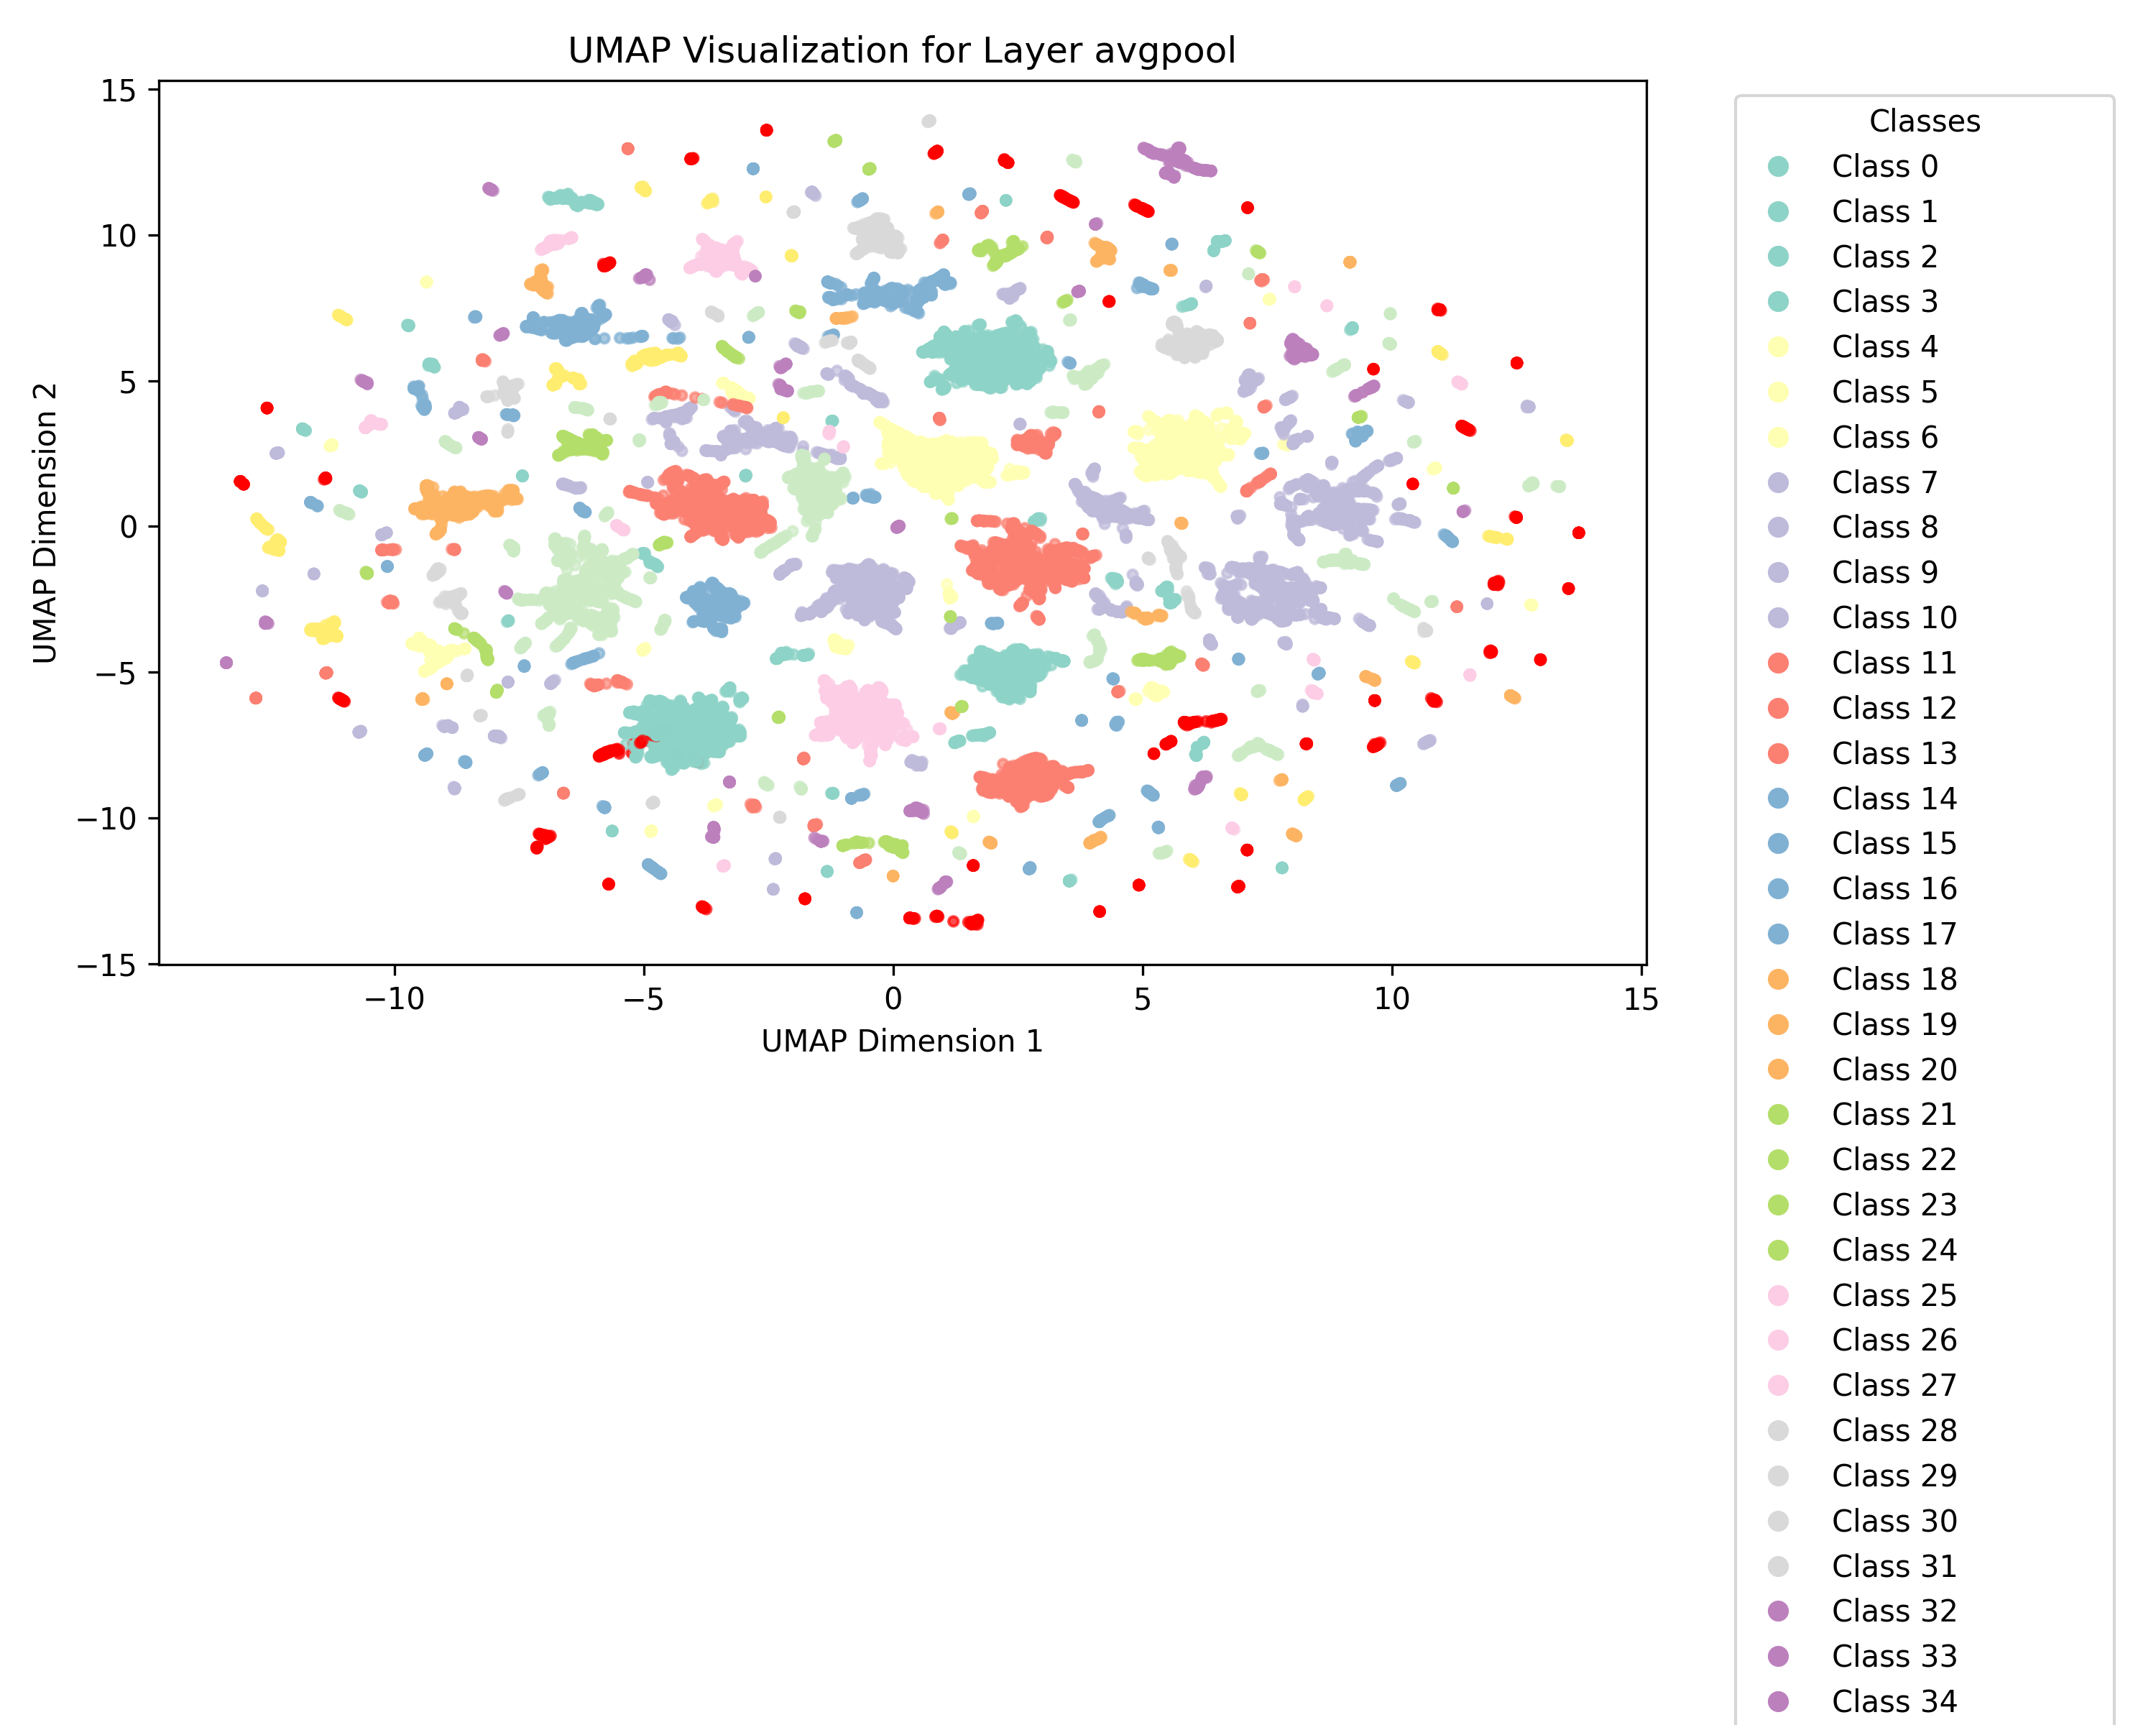 UMAP Visualization for Layer avgpool
15
10
5
0
−5
−10
−15
UMAP Dimension 2
−10
−5
0
5
10
15
UMAP Dimension 1
Classes
Class 0
Class 1
Class 2
Class 3
Class 4
Class 5
Class 6
Class 7
Class 8
Class 9
Class 10
Class 11
Class 12
Class 13
Class 14
Class 15
Class 16
Class 17
Class 18
Class 19
Class 20
Class 21
Class 22
Class 23
Class 24
Class 25
Class 26
Class 27
Class 28
Class 29
Class 30
Class 31
Class 32
Class 33
Class 34